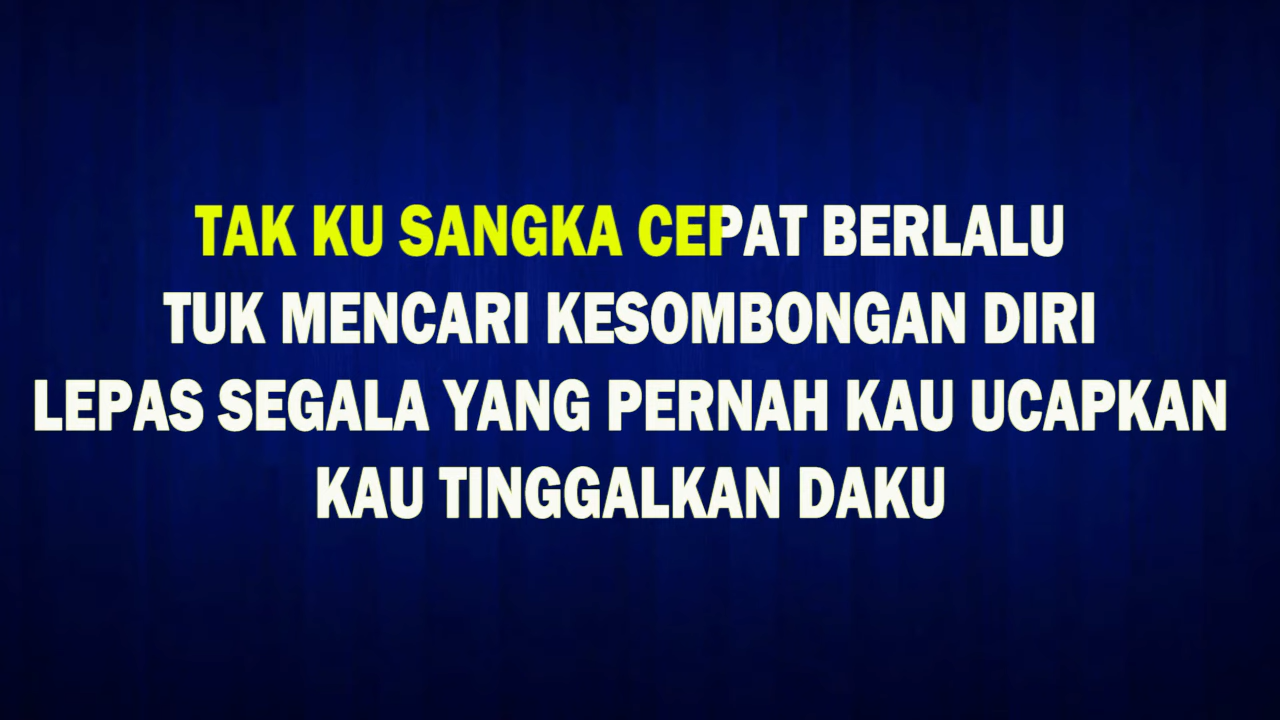 TAK KU SANGKA CEPAT BERLALU
TUK MENCARI KESOMBONGAN DIRI
LEPAS SEGALA YANG PERNAH KAU UCAPKAN
KAU TINGGALKAN DAKU